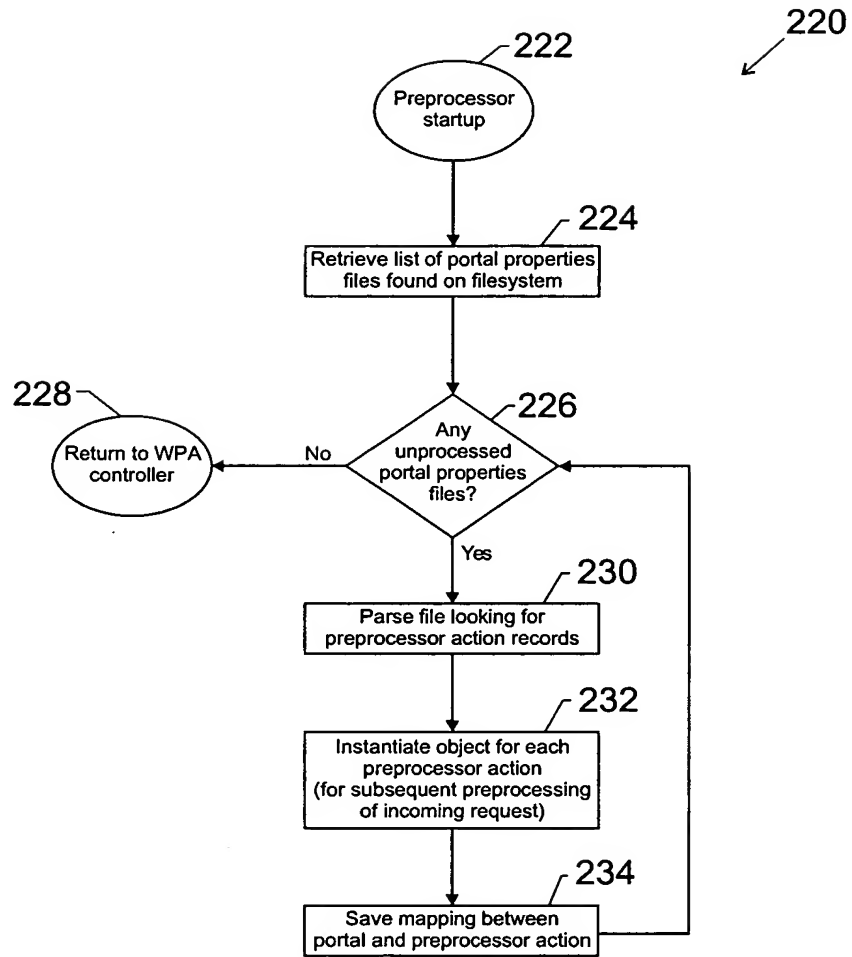 220
222
Preprocessor
startup
224
Retrieve list of portal properties
files found on filesystem
228
Return to WPA
controller
No
226
Any
unprocessed
portal properties
files?
Yes
230
Parse file looking for
preprocessor action records
232
Instantiate object for each
preprocessor action
(for subsequent preprocessing
of incoming request)
234
Save mapping between
portal and preprocessor action